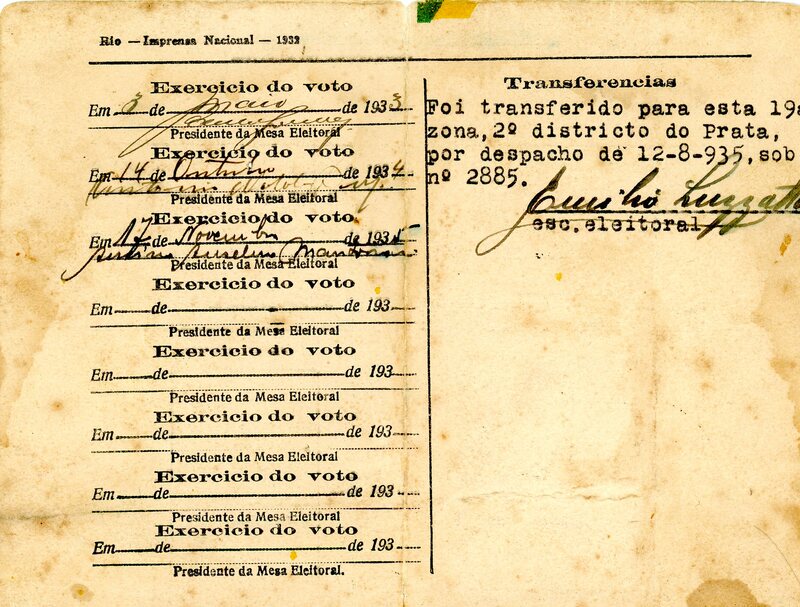 Rio — Imprensa Nacional — 1932
Exercicio do voto
Em 3 de Maio de 1933
Presidente da Mesa Eleitoral
Exercicio do voto
Em 14 de Outubro de 1934
Presidente da Mesa Eleitoral
Exercicio do voto
Em 17 de Novembro de 1935
Presidente da Mesa Eleitoral
Exercicio do voto
Em de de 193
Presidente da Mesa Eleitoral
Exercicio do voto
Em de de 193
Presidente da Mesa Eleitoral
Exercicio do voto
Em de de 193
Presidente da Mesa Eleitoral
Exercicio do voto
Em de de 193
Presidente da Mesa Eleitoral
Exercicio do voto
Em de de 193
Presidente da Mesa Eleitoral.
Transferencias
Foi transferido para esta 19a
zona, 2º districto do Prata,
por despacho de 12-8-935, sob
nº 2885.
Emilio
esc. eleitoral